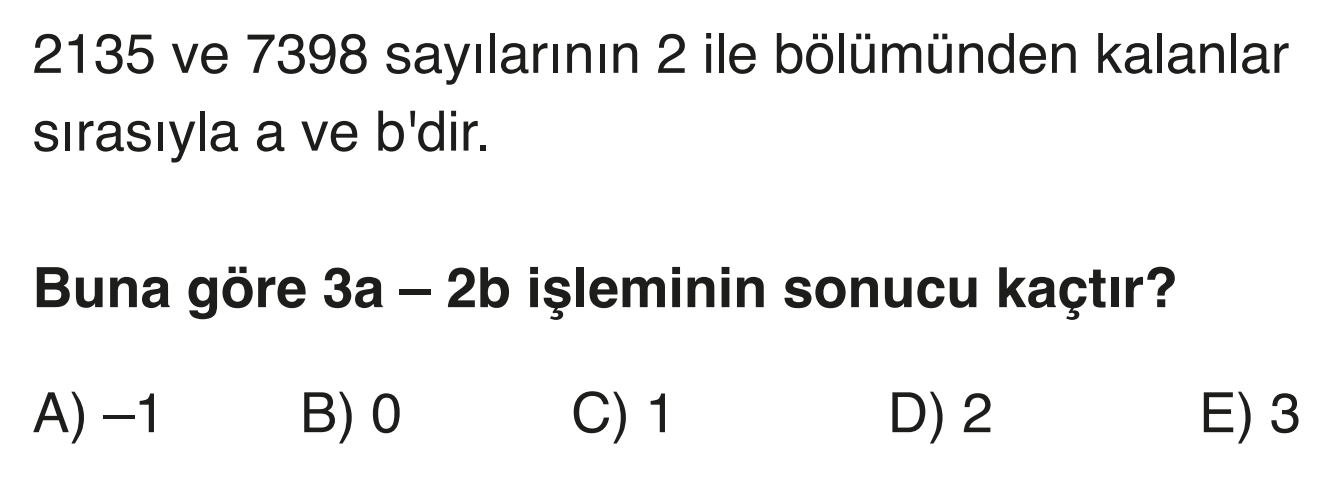 2135 ve 7398 sayılarının 2 ile bölümünden kalanlar
sırasıyla a ve b'dir.
Buna göre 3a – 2b işleminin sonucu kaçtır?
A) –1 B) 0 C) 1 D) 2 E) 3